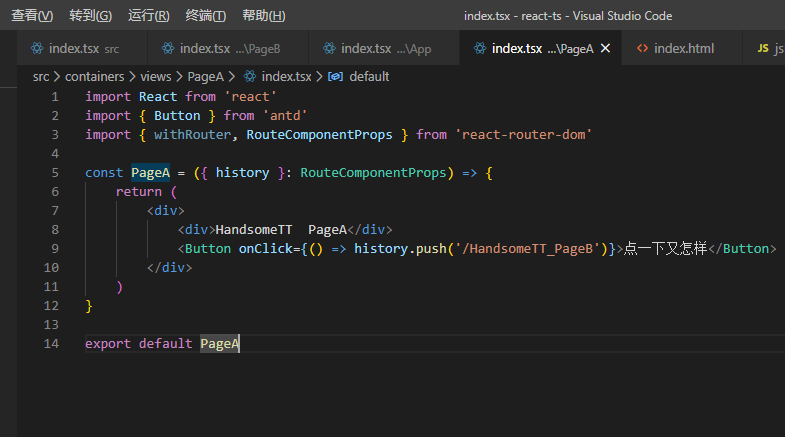 查看(V) 转到(G) 运行(R) 终端(T) 帮助(H) index.tsx - react-ts - Visual Studio Code
index.tsx src index.tsx ...\PageB index.tsx ...\App index.tsx ...\PageA × <> index.html JS js
src > containers > views > PageA > index.tsx > default
1 import React from 'react'
2 import { Button } from 'antd'
3 import { withRouter, RouteComponentProps } from 'react-router-dom'
4
5 const PageA = ({ history }: RouteComponentProps) => {
6 return (
7 <div>
8 <div>HandsomeTT  PageA</div>
9 <Button onClick={() => history.push('/HandsomeTT_PageB')}>点一下又怎样</Button>
10 </div>
11 )
12 }
13
14 export default PageA